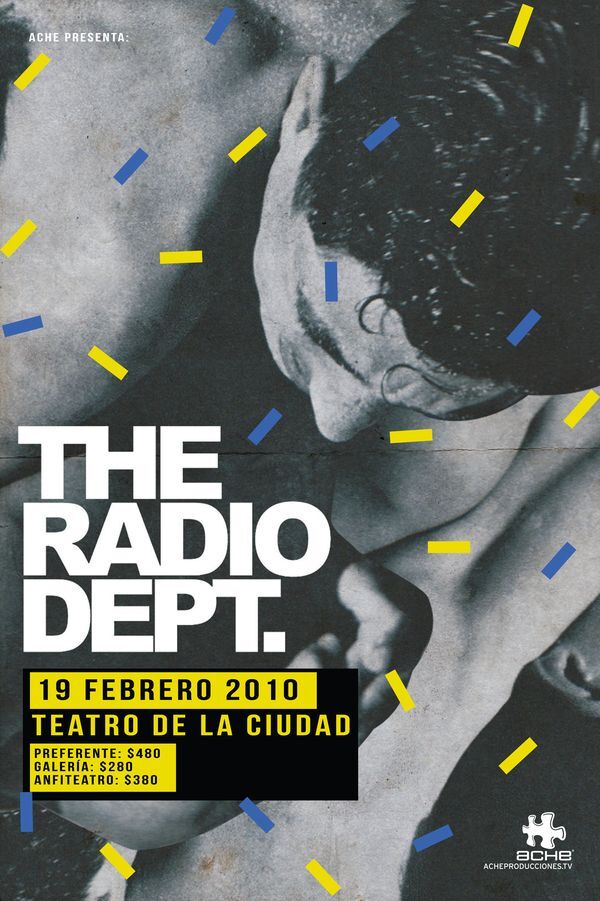 ACHE PRESENTA:
THE
RADIO
DEPT.
19 FEBRERO 2010
TEATRO DE LA CIUDAD
PREFERENTE: $480
GALERÍA: $280
ANFITEATRO: $380
ACHE
ACHEPRODUCCIONES.TV